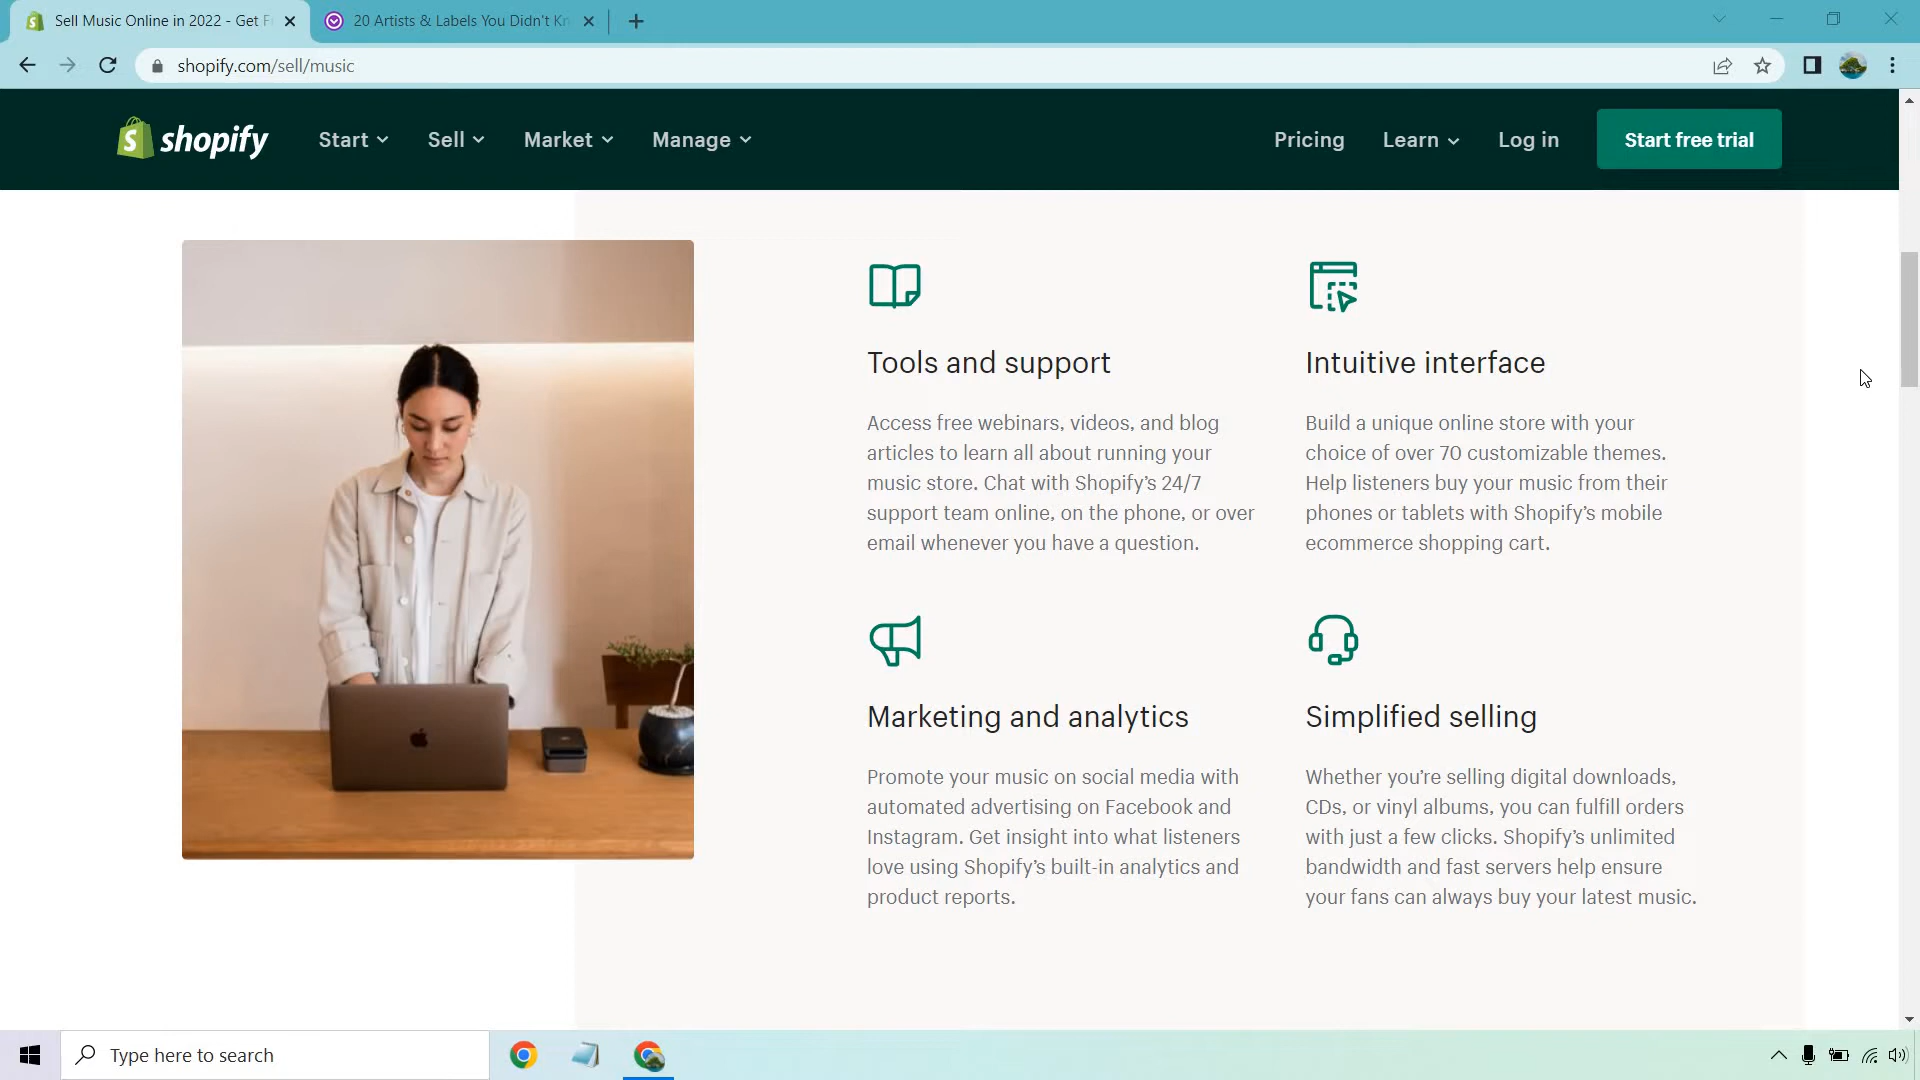 Sell Music Online in 2022 - Get F
20 Artists & Labels You Didn't Kn
shopify.com/sell/music
shopify
Start
Sell
Market
Manage
Pricing
Learn
Log in
Start free trial
Tools and support
Access free webinars, videos, and blog
articles to learn all about running your
music store. Chat with Shopify's 24/7
support team online, on the phone, or over
email whenever you have a question.
Intuitive interface
Build a unique online store with your
choice of over 70 customizable themes.
Help listeners buy your music from their
phones or tablets with Shopify's mobile
ecommerce shopping cart.
Marketing and analytics
Promote your music on social media with
automated advertising on Facebook and
Instagram. Get insight into what listeners
love using Shopify's built-in analytics and
product reports.
Simplified selling
Whether you're selling digital downloads,
CDs, or vinyl albums, you can fulfill orders
with just a few clicks. Shopify's unlimited
bandwidth and fast servers help ensure
your fans can always buy your latest music.
Type here to search